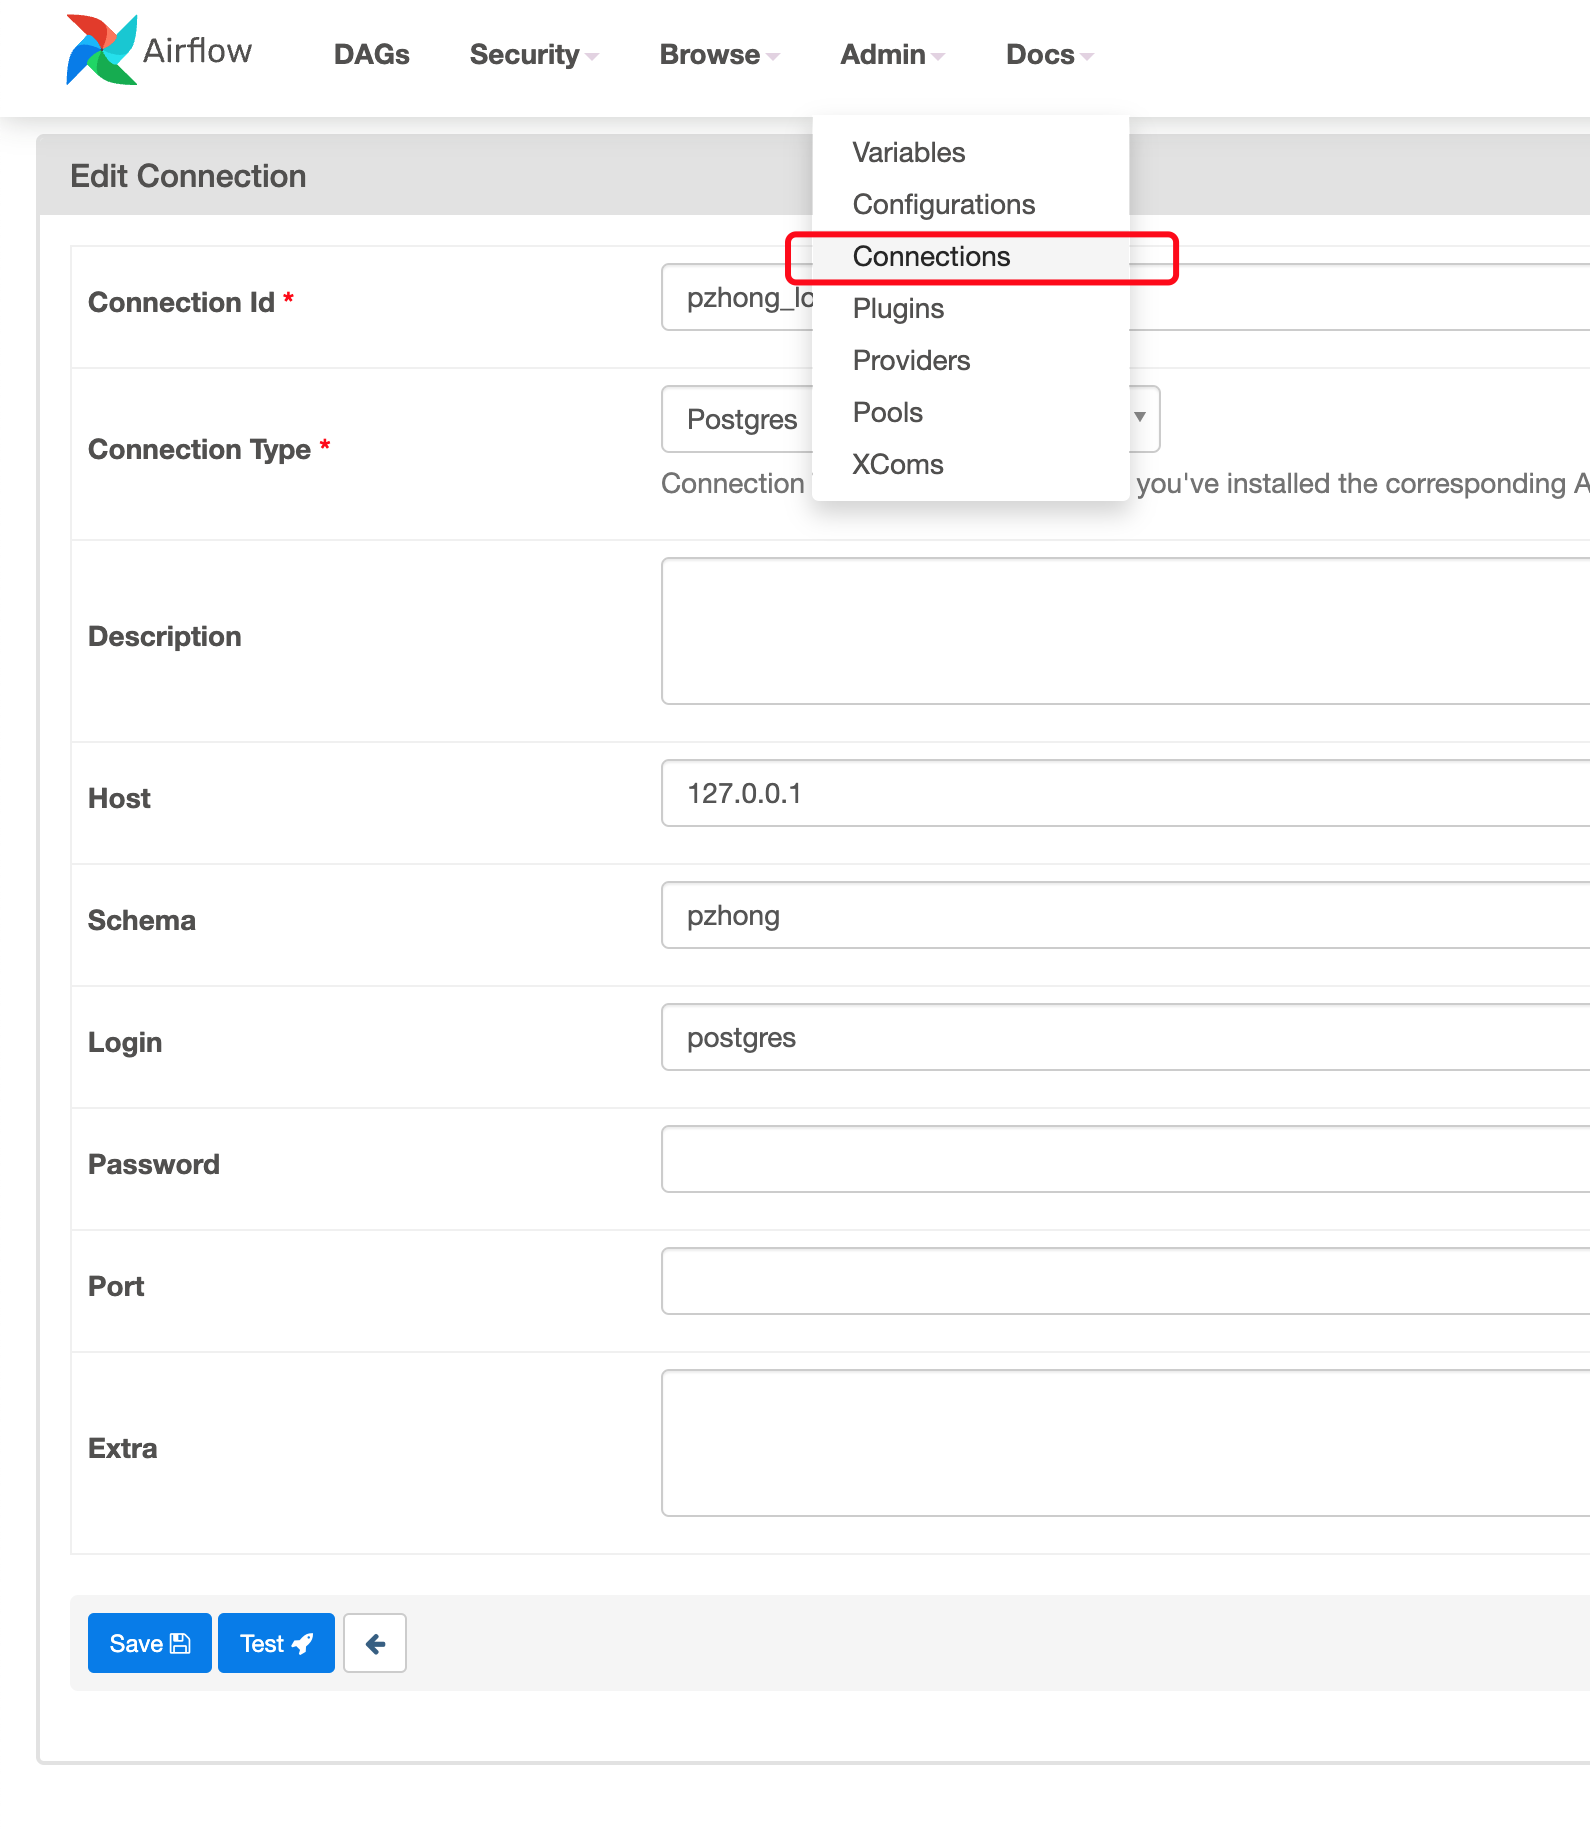 Airflow DAGs Security Browse Admin Docs
Variables
Configurations
Connections
Plugins
Providers
Pools
XComs
Edit Connection
Connection Id * pzhong_lo
Connection Type * Postgres
Connection you've installed the corresponding A
Description
Host 127.0.0.1
Schema pzhong
Login postgres
Password
Port
Extra
Save Test